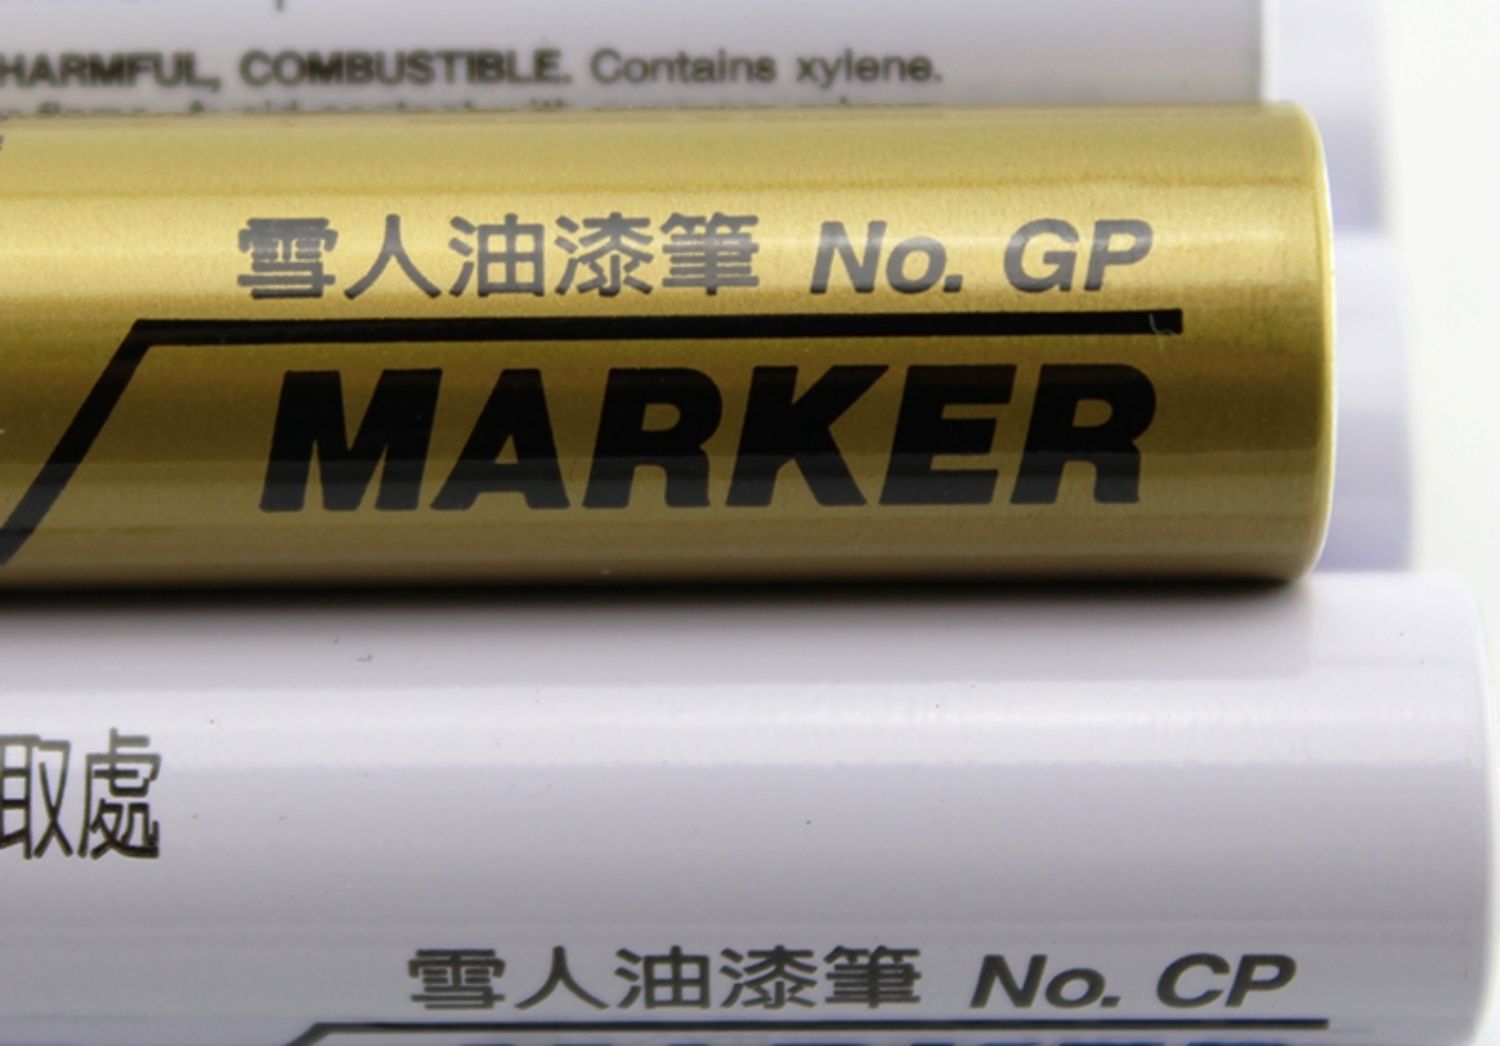 HARMFUL, COMBUSTIBLE. Contains xylene.
雪人油漆筆 No. GP
MARKER
取處
雪人油漆筆 No. CP